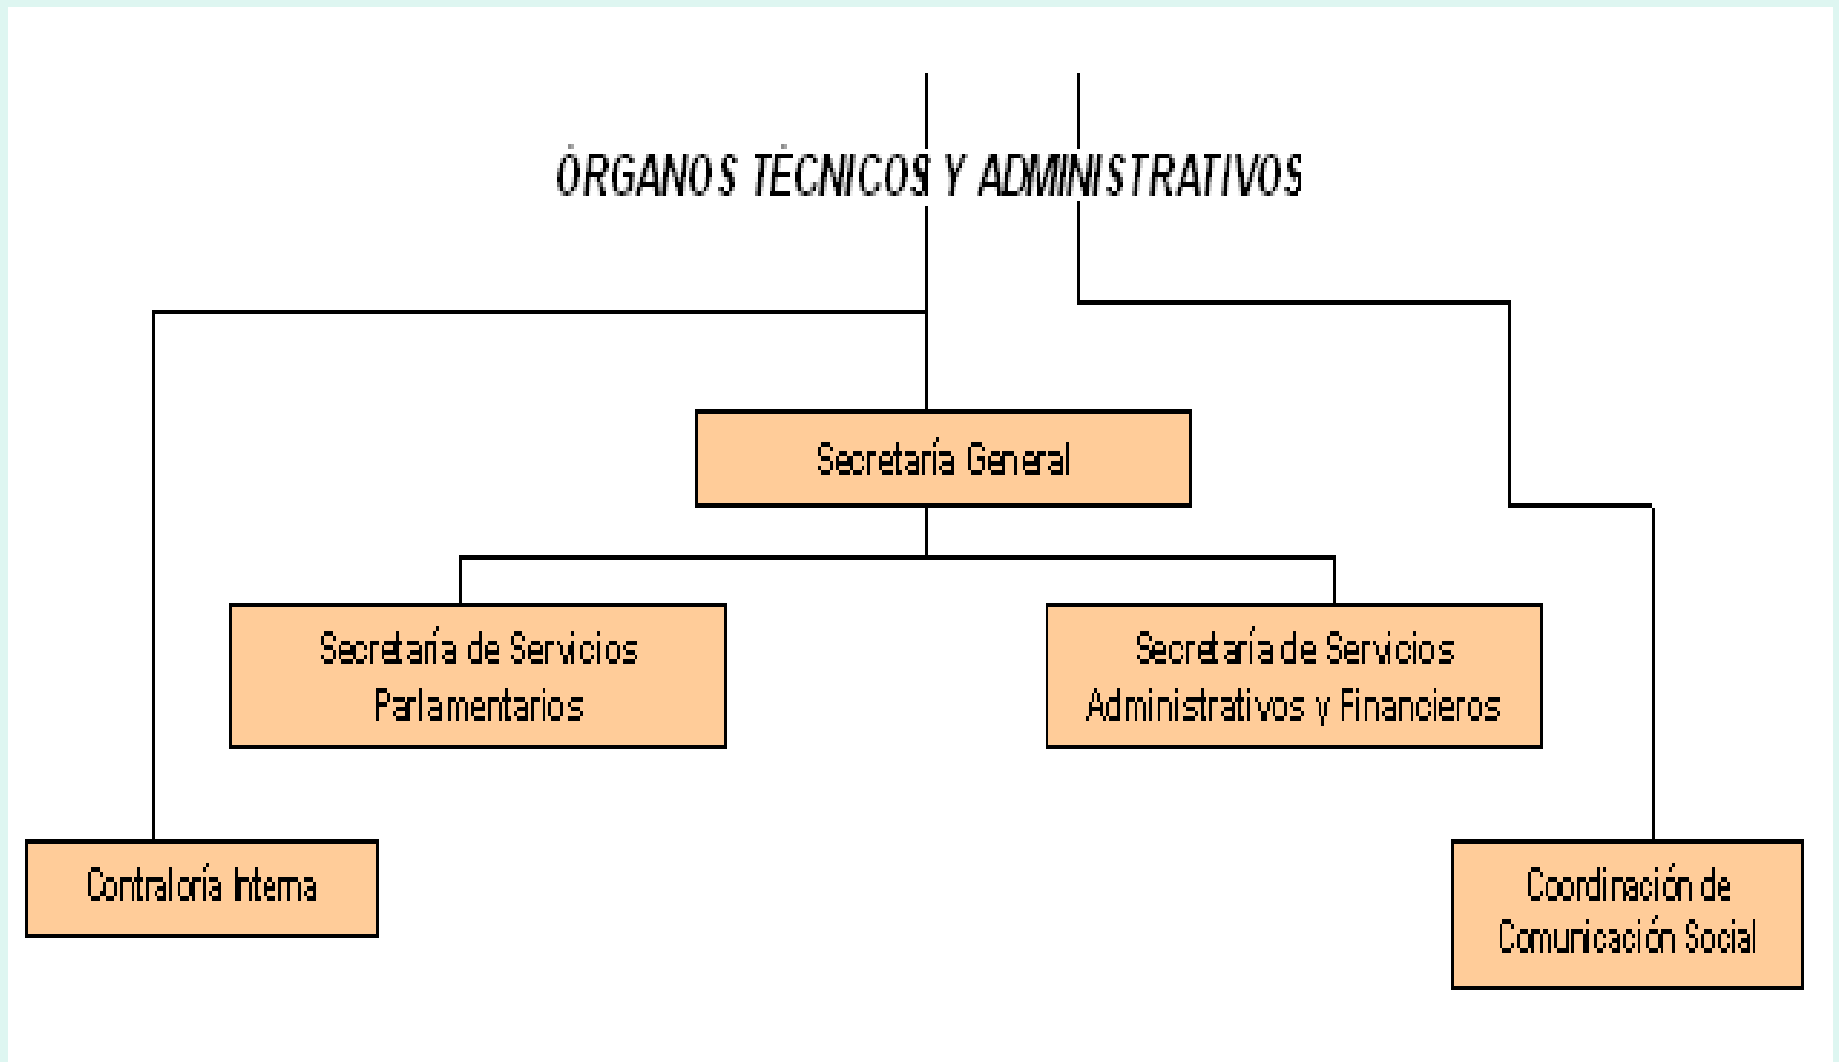 ÓRGANOS TÉCNICOS Y ADMINISTRATIVOS
Secretaría General
Secretaría de Servicios
Parlamentarios
Secretaría de Servicios
Administrativos y Financieros
Contraloría Interna
Coordinación de
Comunicación Social